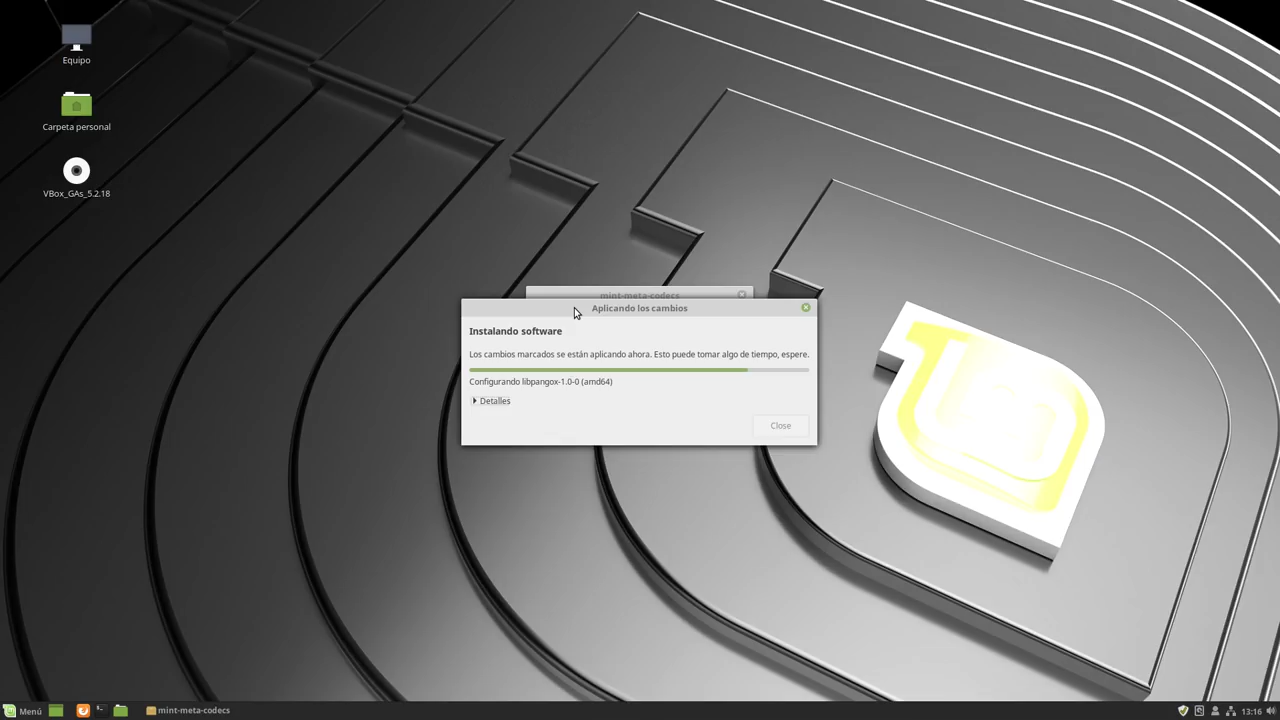 Equipo
Carpeta personal
VBox_GAs_5.2.18
mint-meta-codecs
Aplicando los cambios
Instalando software
Los cambios marcados se están aplicando ahora. Esto puede tomar algo de tiempo, espere.
Configurando libpangox-1.0-0 (amd64)
Detalles
Close
Menú
mint-meta-codecs
13:16